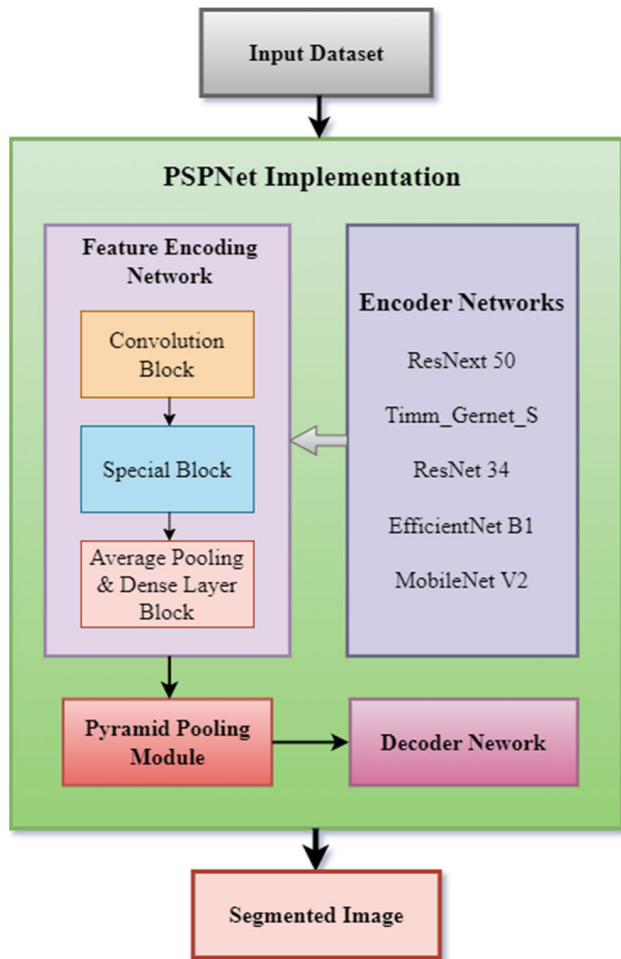 Input Dataset
PSPNet Implementation
Feature Encoding
Network
Convolution
Block
Special Block
Average Pooling
& Dense Layer
Block
Encoder Networks
ResNext 50
Timm_Gernet_S
ResNet 34
EfficientNet B1
MobileNet V2
Pyramid Pooling
Module
Decoder Nework
Segmented Image